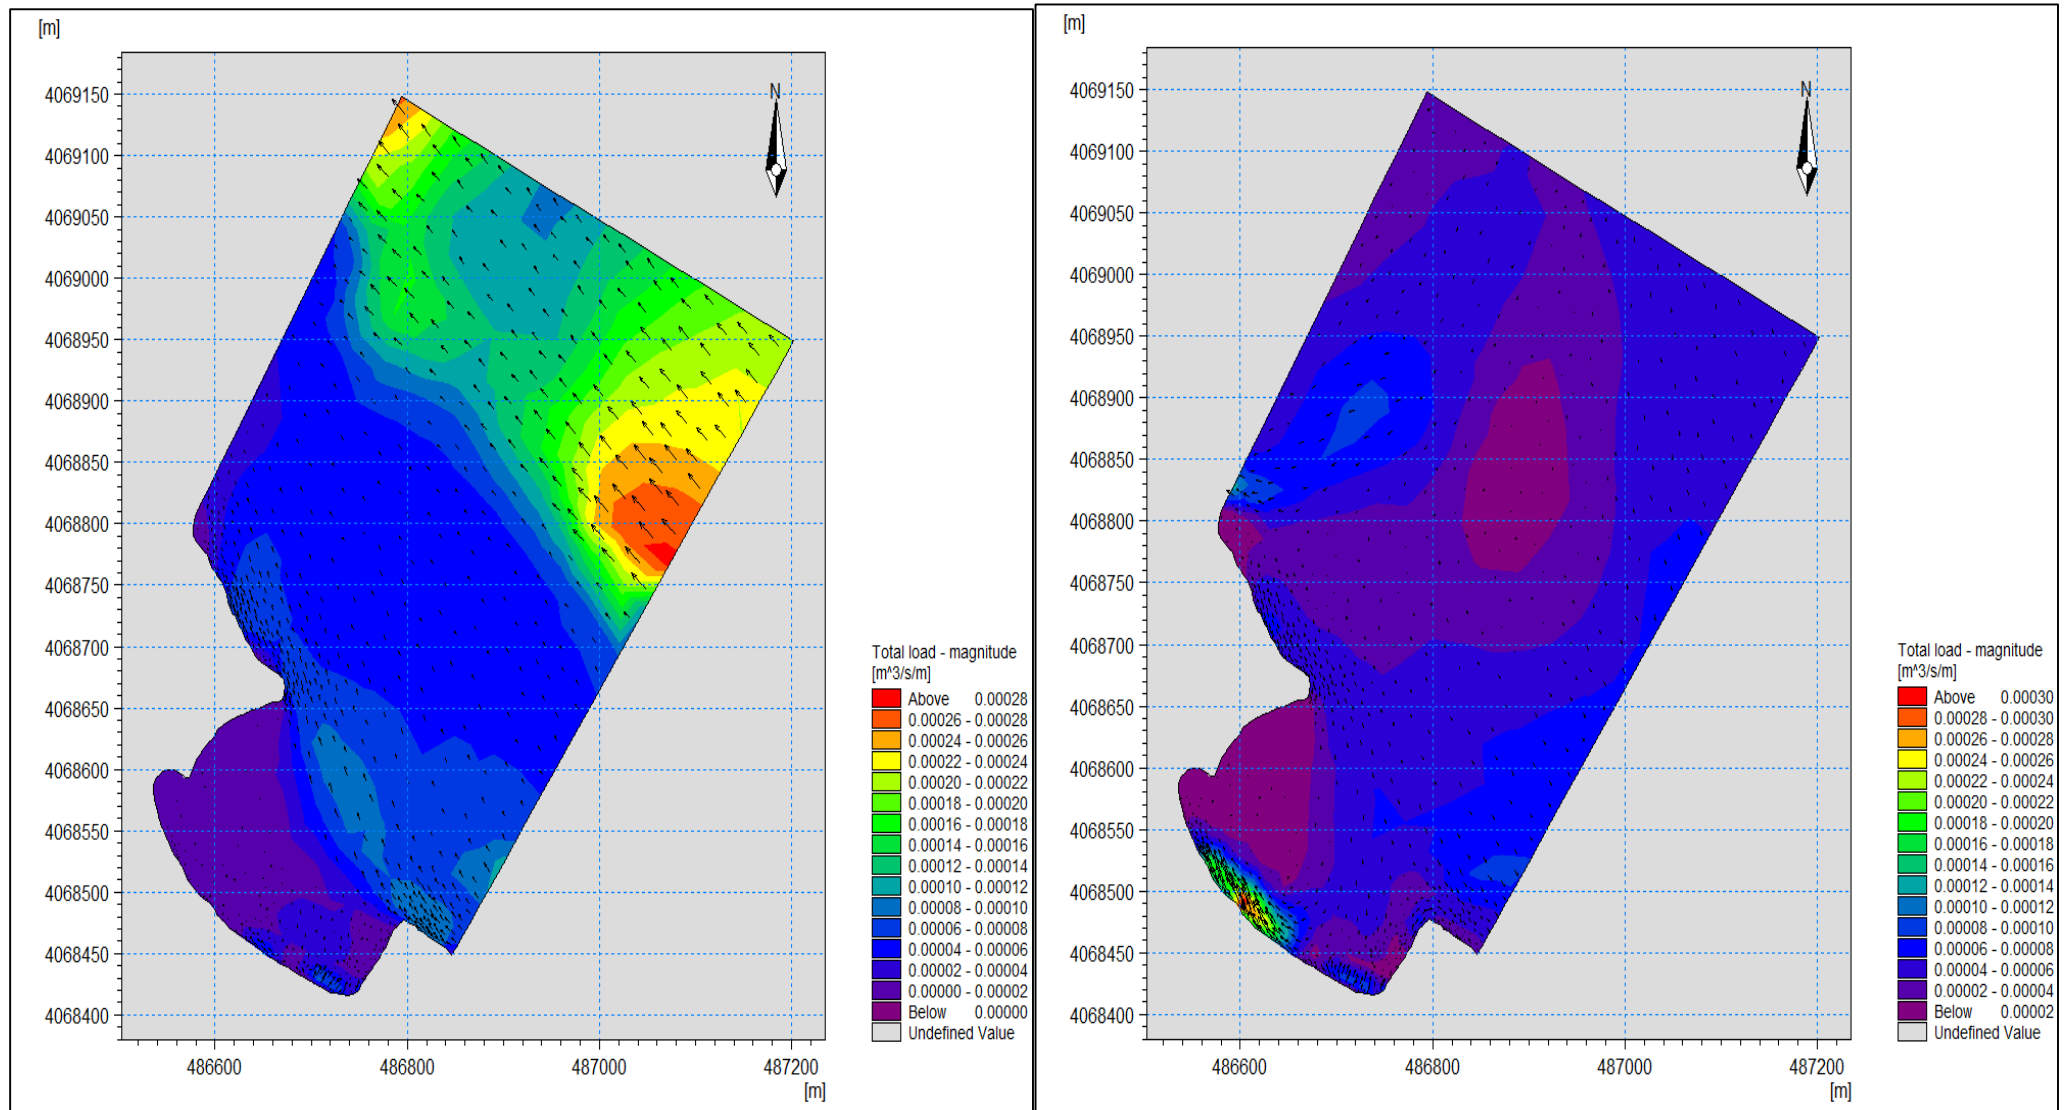 [m]
N
4069150
4069100
4069050
4069000
4068950
4068900
4068850
4068800
4068750
4068700
4068650
4068600
4068550
4068500
4068450
4068400
486600 486800 487000 487200
[m]
Total load - magnitude
[m^3/s/m]
Above 0.00028
0.00026 - 0.00028
0.00024 - 0.00026
0.00022 - 0.00024
0.00020 - 0.00022
0.00018 - 0.00020
0.00016 - 0.00018
0.00014 - 0.00016
0.00012 - 0.00014
0.00010 - 0.00012
0.00008 - 0.00010
0.00006 - 0.00008
0.00004 - 0.00006
0.00002 - 0.00004
0.00000 - 0.00002
Below 0.00000
Undefined Value
[m]
N
4069150
4069100
4069050
4069000
4068950
4068900
4068850
4068800
4068750
4068700
4068650
4068600
4068550
4068500
4068450
4068400
486600 486800 487000 487200
[m]
Total load - magnitude
[m^3/s/m]
Above 0.00030
0.00028 - 0.00030
0.00026 - 0.00028
0.00024 - 0.00026
0.00022 - 0.00024
0.00020 - 0.00022
0.00018 - 0.00020
0.00016 - 0.00018
0.00014 - 0.00016
0.00012 - 0.00014
0.00010 - 0.00012
0.00008 - 0.00010
0.00006 - 0.00008
0.00004 - 0.00006
0.00002 - 0.00004
Below 0.00002
Undefined Value